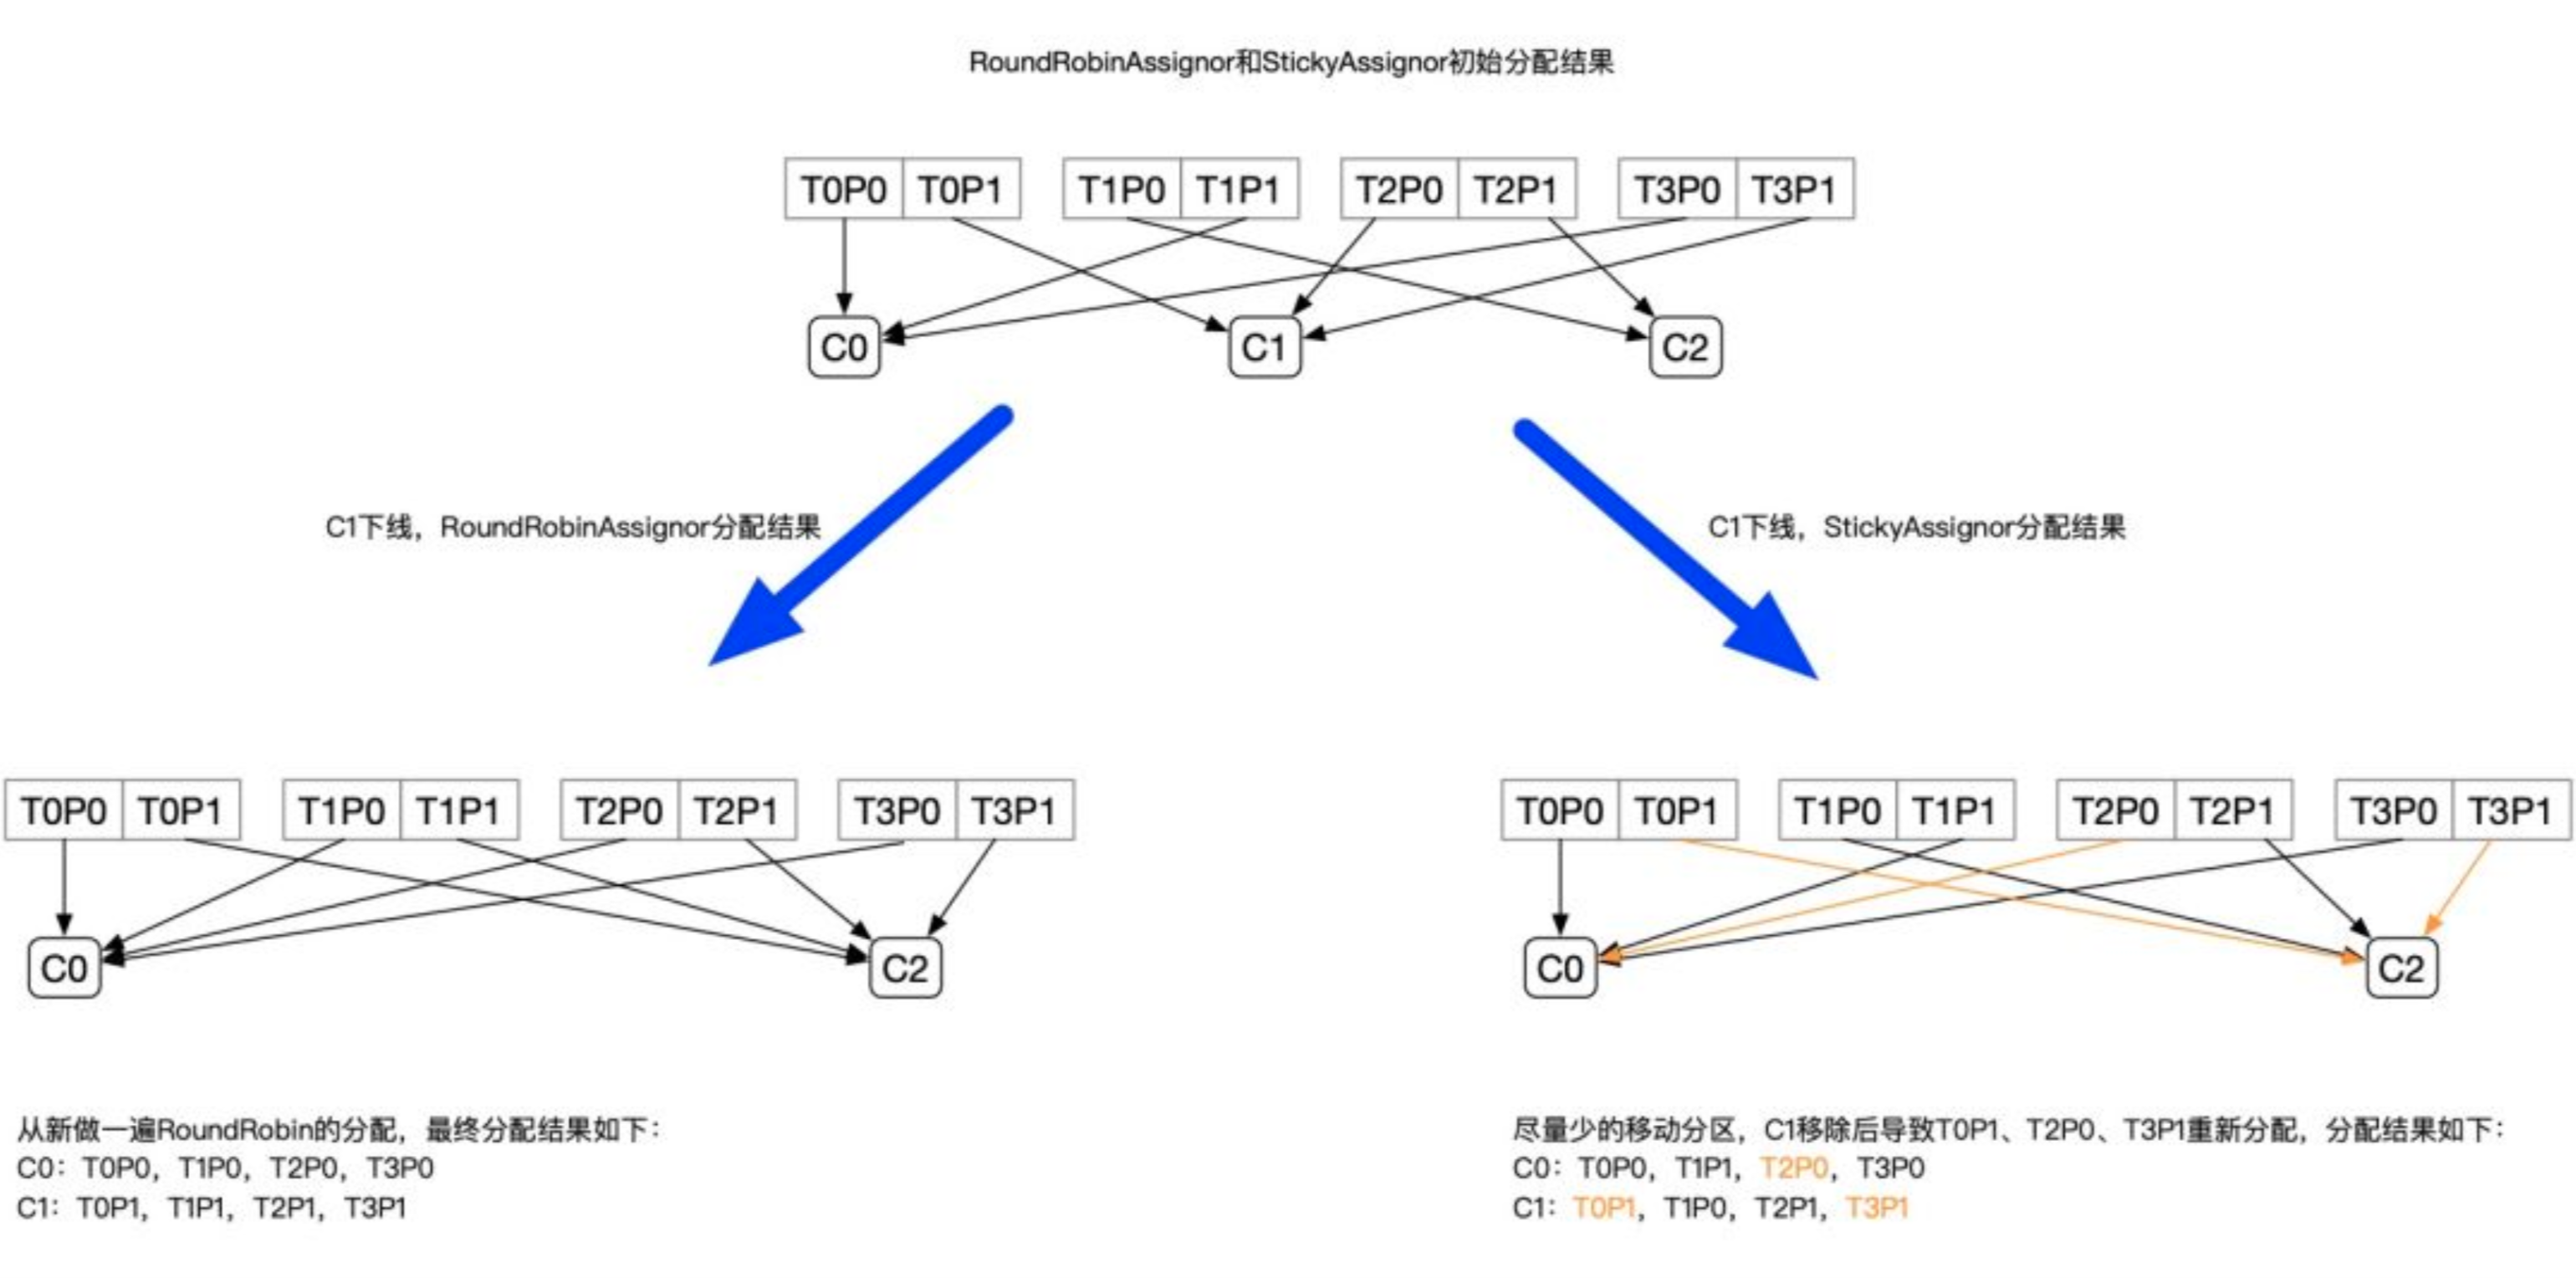 RoundRobinAssignor和StickyAssignor初始分配结果
T0P0 T0P1 T1P0 T1P1 T2P0 T2P1 T3P0 T3P1
C0 C1 C2
C1下线，RoundRobinAssignor分配结果
C1下线，StickyAssignor分配结果
T0P0 T0P1 T1P0 T1P1 T2P0 T2P1 T3P0 T3P1
C0 C2
从新做一遍RoundRobin的分配，最终分配结果如下：
C0：T0P0，T1P0，T2P0，T3P0
C1：T0P1，T1P1，T2P1，T3P1
T0P0 T0P1 T1P0 T1P1 T2P0 T2P1 T3P0 T3P1
C0 C2
尽量少的移动分区，C1移除后导致T0P1、T2P0、T3P1重新分配，分配结果如下：
C0：T0P0，T1P1，T2P0，T3P0
C1：T0P1，T1P0，T2P1，T3P1